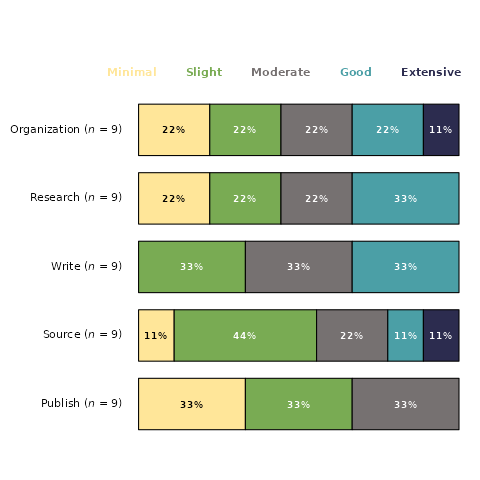 Minimal Slight Moderate Good Extensive
Organization (n = 9) 22% 22% 22% 22% 11%
Research (n = 9) 22% 22% 22% 33%
Write (n = 9) 33% 33% 33%
Source (n = 9) 11% 44% 22% 11% 11%
Publish (n = 9) 33% 33% 33%